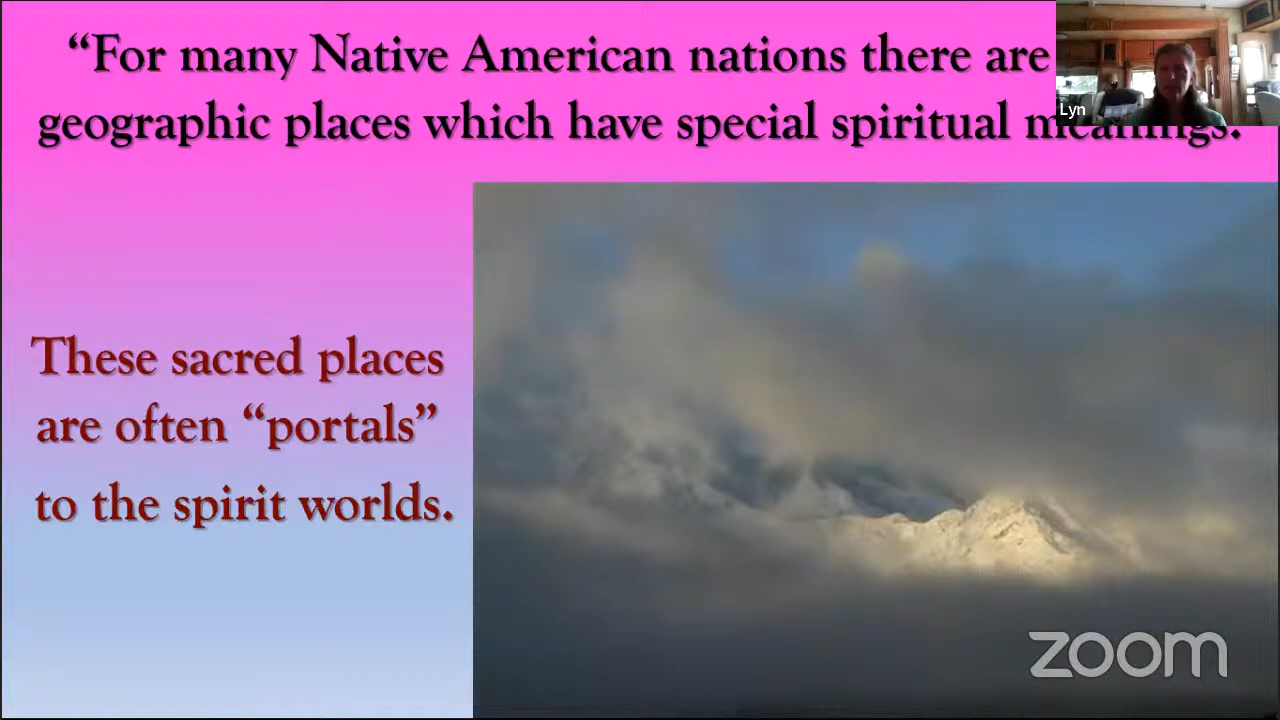 “For many Native American nations there are
geographic places which have special spiritual meanings.
Lyn
These sacred places
are often “portals”
to the spirit worlds.
zoom